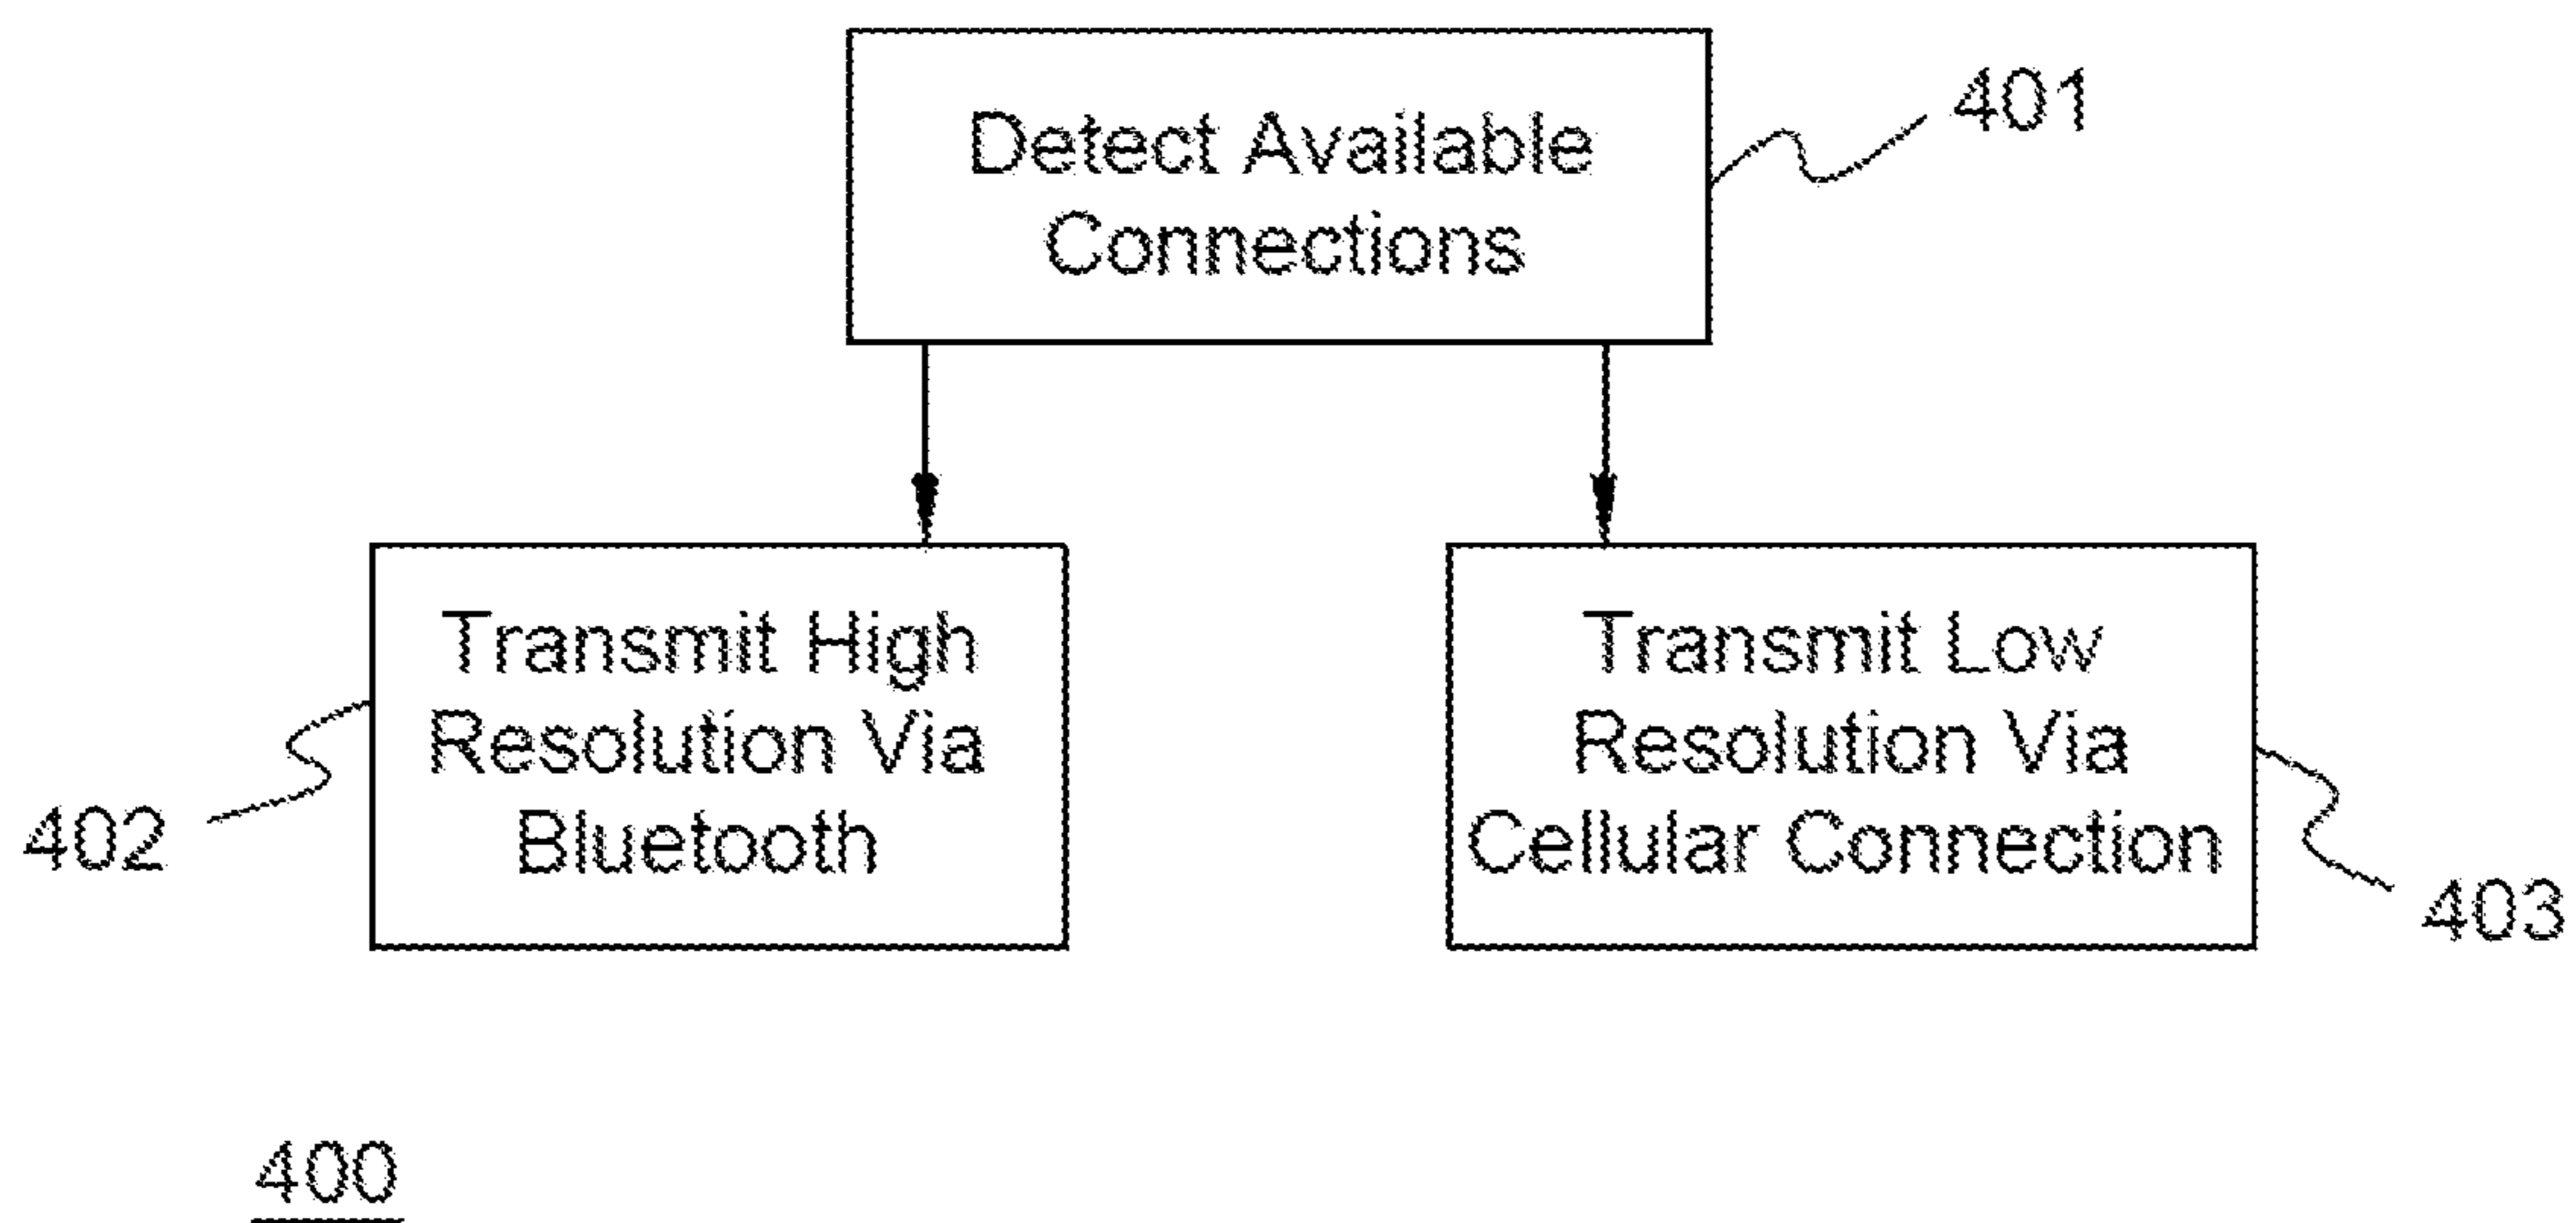 Detect Available
Connections
401
Transmit High
Resolution Via
Bluetooth
402
Transmit Low
Resolution Via
Cellular Connection
403
400